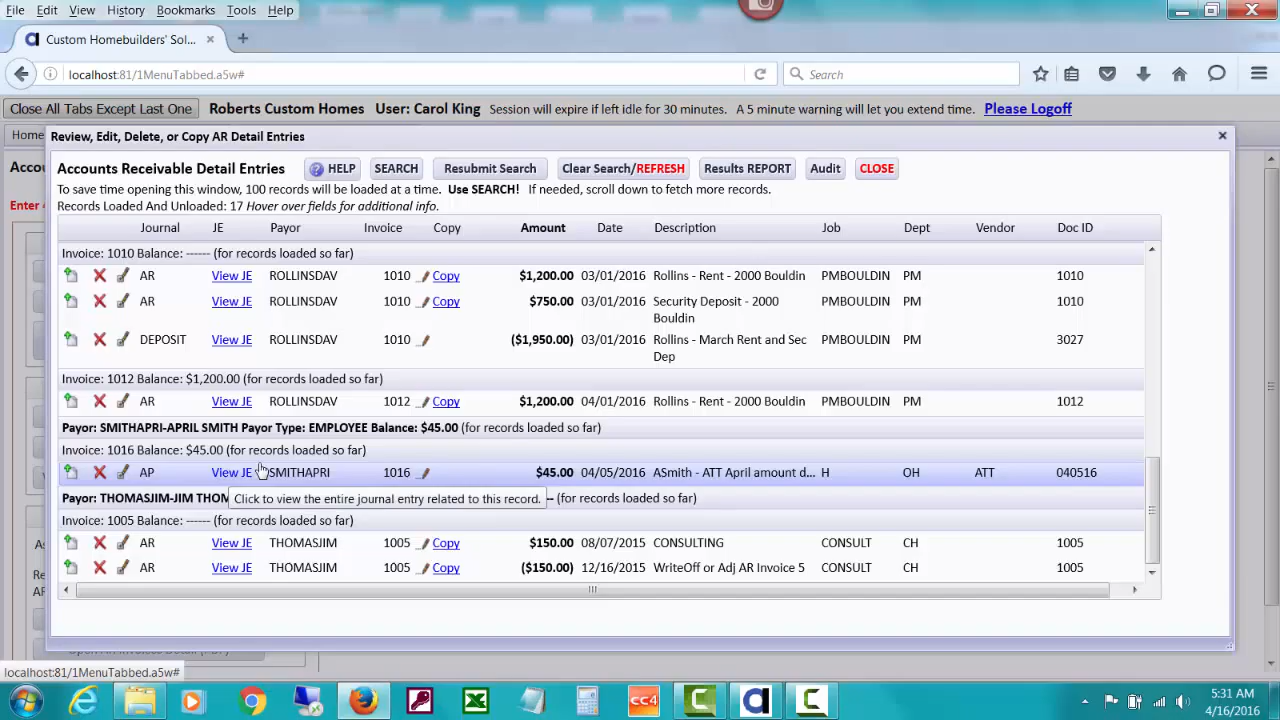 File Edit View History Bookmarks Tools Help
Custom Homebuilders' Sol...
localhost:81/1MenuTabbed.a5w#
Search
Close All Tabs Except Last One Roberts Custom Homes User: Carol King Session will expire if left idle for 30 minutes. A 5 minute warning will let you extend time. Please Logoff
Home
Review, Edit, Delete, or Copy AR Detail Entries
Accounts Receivable Detail Entries HELP SEARCH Resubmit Search Clear Search/REFRESH Results REPORT Audit CLOSE
To save time opening this window, 100 records will be loaded at a time. Use SEARCH! If needed, scroll down to fetch more records.
Records Loaded And Unloaded: 17 Hover over fields for additional info.
Journal JE Payor Invoice Copy Amount Date Description Job Dept Vendor Doc ID
Invoice: 1010 Balance: ------ (for records loaded so far)
AR View JE ROLLINSDAV 1010 Copy $1,200.00 03/01/2016 Rollins - Rent - 2000 Bouldin PMBOULDIN PM 1010
AR View JE ROLLINSDAV 1010 Copy $750.00 03/01/2016 Security Deposit - 2000 PMBOULDIN PM 1010
Bouldin
DEPOSIT View JE ROLLINSDAV 1010 ($1,950.00) 03/01/2016 Rollins - March Rent and Sec PMBOULDIN PM 3027
Dep
Invoice: 1012 Balance: $1,200.00 (for records loaded so far)
AR View JE ROLLINSDAV 1012 Copy $1,200.00 04/01/2016 Rollins - Rent - 2000 Bouldin PMBOULDIN PM 1012
Payor: SMITHAPRI-APRIL SMITH Payor Type: EMPLOYEE Balance: $45.00 (for records loaded so far)
Invoice: 1016 Balance: $45.00 (for records loaded so far)
AP View JE SMITHAPRI 1016 $45.00 04/05/2016 ASmith - ATT April amount d... H OH ATT 040516
Payor: THOMASJIM-JIM THOM (for records loaded so far)
Click to view the entire journal entry related to this record.
Invoice: 1005 Balance: ------ (for records loaded so far)
AR View JE THOMASJIM 1005 Copy $150.00 08/07/2015 CONSULTING CONSULT CH 1005
AR View JE THOMASJIM 1005 Copy ($150.00) 12/16/2015 WriteOff or Adj AR Invoice 5 CONSULT CH 1005
localhost:81/1MenuTabbed.a5w#
CC4
5:31 AM
4/16/2016